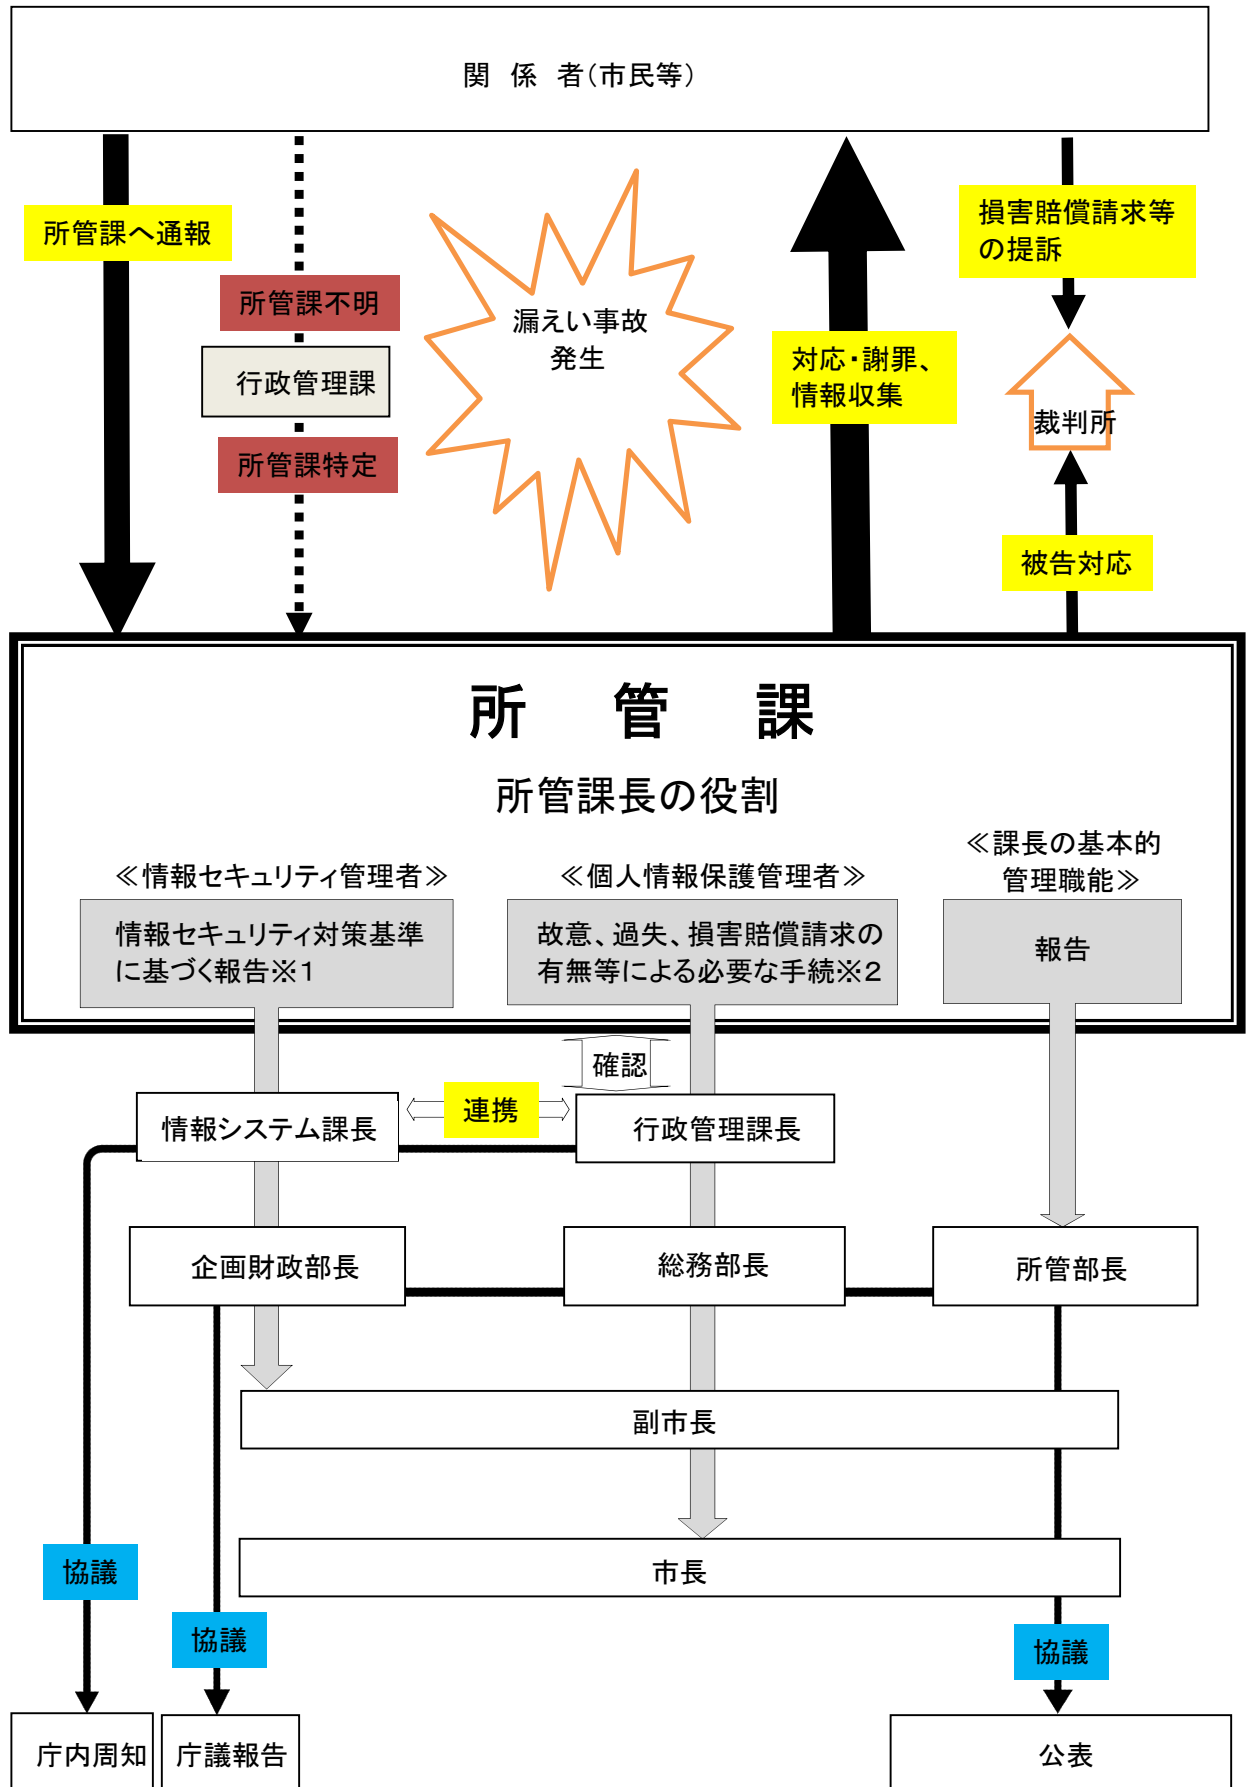 関 係 者(市民等)
所管課へ通報
所管課不明
行政管理課
所管課特定
漏えい事故
発生
対応・謝罪、
情報収集
損害賠償請求等
の提訴
裁判所
被告対応
所 管 課
所管課長の役割
≪情報セキュリティ管理者≫
情報セキュリティ対策基準
に基づく報告※1
≪個人情報保護管理者≫
故意、過失、損害賠償請求の
有無等による必要な手続※2
≪課長の基本的
管理職能≫
報告
確認
連携
情報システム課長
行政管理課長
企画財政部長
総務部長
所管部長
副市長
市長
協議
協議
協議
庁内周知
庁議報告
公表